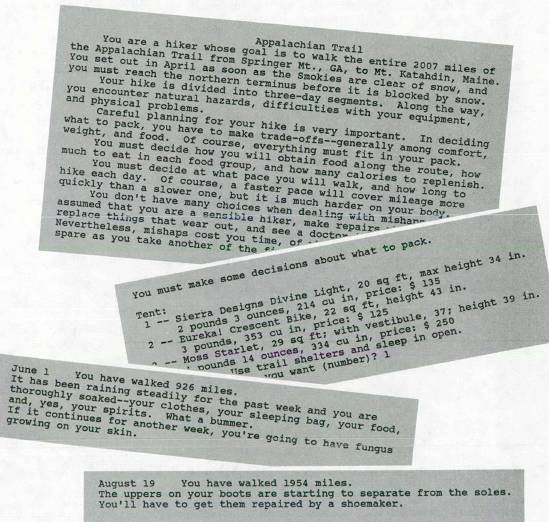 Appalachian Trail
You are a hiker whose goal is to walk the entire 2007 miles of
the Appalachian Trail from Springer Mt., GA, to Mt. Katahdin, Maine.
You set out in April as soon as the Smokies are clear of snow, and
you must reach the northern terminus before it is blocked by snow.
Your hike is divided into three-day segments. Along the way,
you encounter natural hazards, difficulties with your equipment,
and physical problems.
Careful planning for your hike is very important. In deciding
what to pack, you have to make trade-offs--generally among comfort,
weight, and food. Of course, everything must fit in your pack.
You must decide how you will obtain food along the route, how
much to eat in each food group, and how many calories to replenish.
You must decide at what pace you will walk, and how long to
hike each day. Of course, a faster pace will cover mileage more
quickly than a slower one, but it is much harder on your body.
You don't have many choices when dealing with
assumed that you are a sensible hiker, make repairs
replace things that wear out, and see a doctor
Nevertheless, mishaps cost you time, of
spare as you take another of the
You must make some decisions about what to pack.
Tent:
1 -- Sierra Designs Divine Light, 20 sq ft, max height 34 in.
2 pounds 3 ounces, 214 cu in, price: $ 135
2 -- Eureka! Crescent Bike, 22 sq ft, height 43 in.
3 pounds, 353 cu in, price: $ 125
-- Moss Starlet, 29 sq ft; with vestibule, 37; height 39 in.
pounds 14 ounces, 334 cu in, price: $ 250
Use trail shelters and sleep in open.
you want (number)? 1
June 1 You have walked 926 miles.
It has been raining steadily for the past week and you are
thoroughly soaked--your clothes, your sleeping bag, your food,
and, yes, your spirits. What a bummer.
If it continues for another week, you're going to have fungus
growing on your skin.
August 19 You have walked 1954 miles.
The uppers on your boots are starting to separate from the soles.
You'll have to get them repaired by a shoemaker.